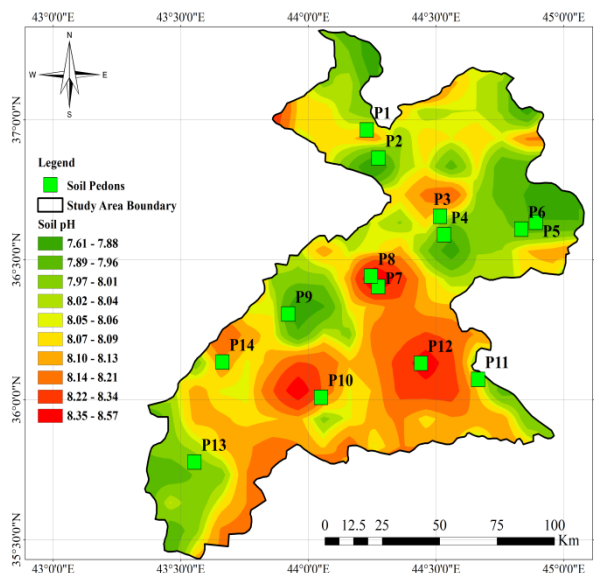 43°0'0"E 43°30'0"E 44°0'0"E 44°30'0"E 45°0'0"E
N
W E
S
37°0'0"N
36°30'0"N
36°0'0"N
35°30'0"N
P1
P2
P3
P4
P6
P5
P8
P7
P9
P14
P12
P11
P10
P13
Legend
Soil Pedons
Study Area Boundary
Soil pH
7.61 - 7.88
7.89 - 7.96
7.97 - 8.01
8.02 - 8.04
8.05 - 8.06
8.07 - 8.09
8.10 - 8.13
8.14 - 8.21
8.22 - 8.34
8.35 - 8.57
0 12.5 25 50 75 100
Km
43°0'0"E 43°30'0"E 44°0'0"E 44°30'0"E 45°0'0"E